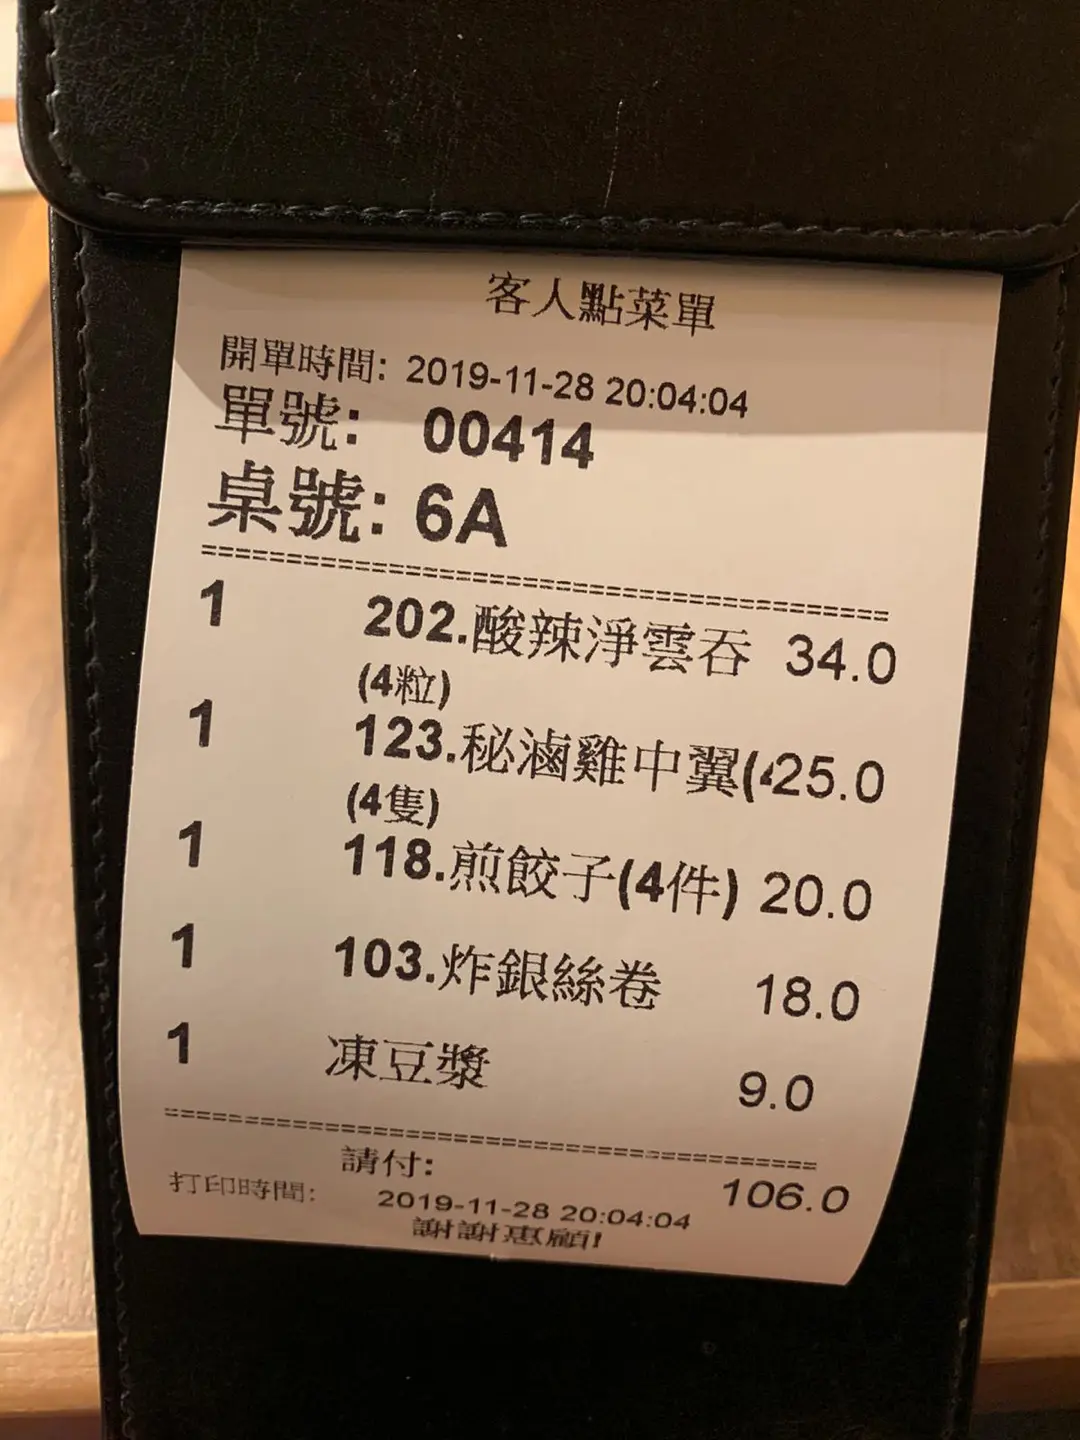 客人點菜單
開單時間: 2019-11-28 20:04:04
單號: 00414
桌號: 6A
================================================
1 202.酸辣淨雲吞 34.0
(4粒)
1 123.秘滷雞中翼(425.0
(4隻)
1 118.煎餃子(4件) 20.0
1 103.炸銀絲卷 18.0
1 凍豆漿 9.0
================================================
請付: 106.0
打印時間: 2019-11-28 20:04:04
謝謝惠顧!